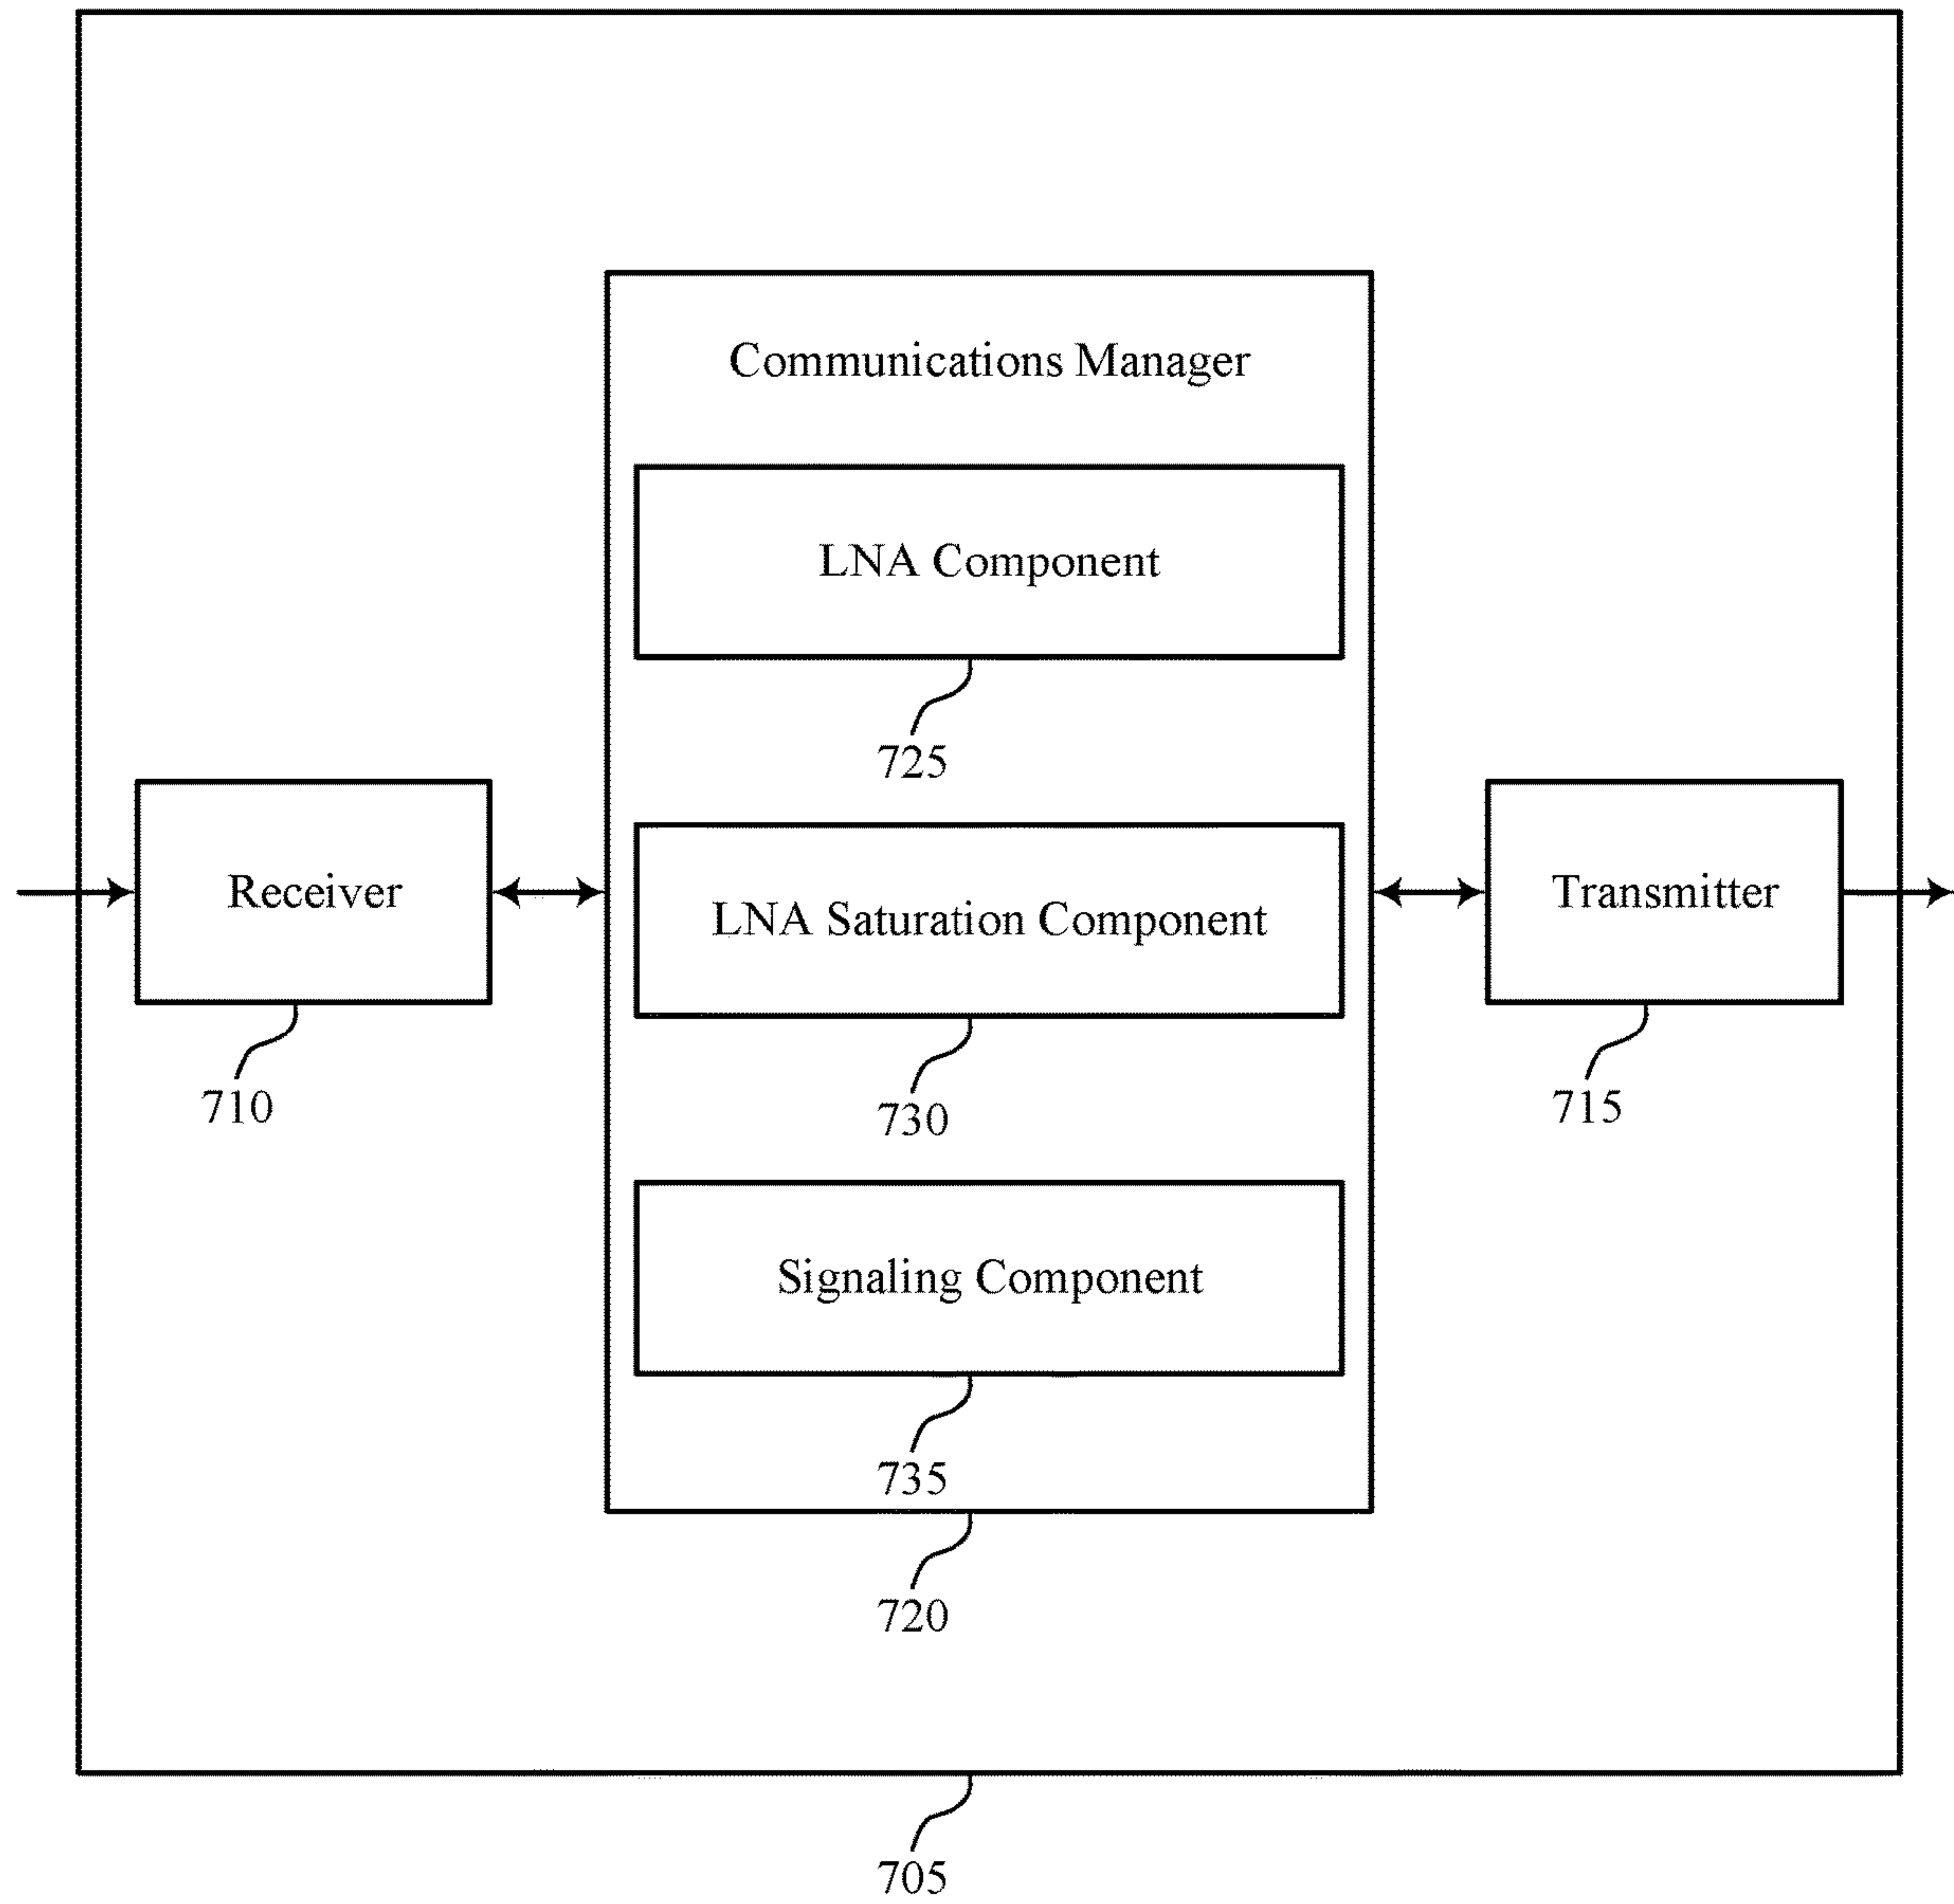 Communications Manager
LNA Component
725
Receiver
710
LNA Saturation Component
730
Transmitter
715
Signaling Component
735
720
705